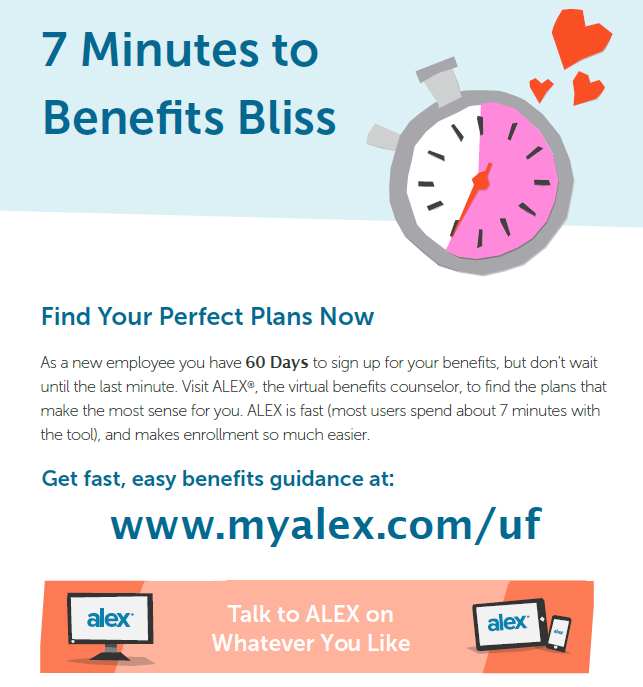 7 Minutes to
Benefits Bliss
Find Your Perfect Plans Now
As a new employee you have 60 Days to sign up for your benefits, but don't wait
until the last minute. Visit ALEX®, the virtual benefits counselor, to find the plans that
make the most sense for you. ALEX is fast (most users spend about 7 minutes with
the tool), and makes enrollment so much easier.
Get fast, easy benefits guidance at:
www.myalex.com/uf
alex
Talk to ALEX on
Whatever You Like
alex
alex